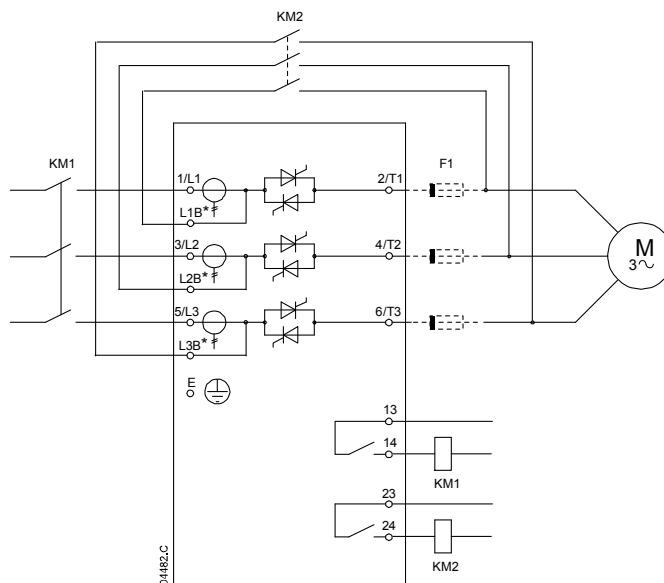 KM2
KM1
F1
1/L1
2/T1
L1B*
3/L2
4/T2
L2B*
5/L3
6/T3
L3B*
M
3~
E
13
14
KM1
23
24
KM2
04482.C